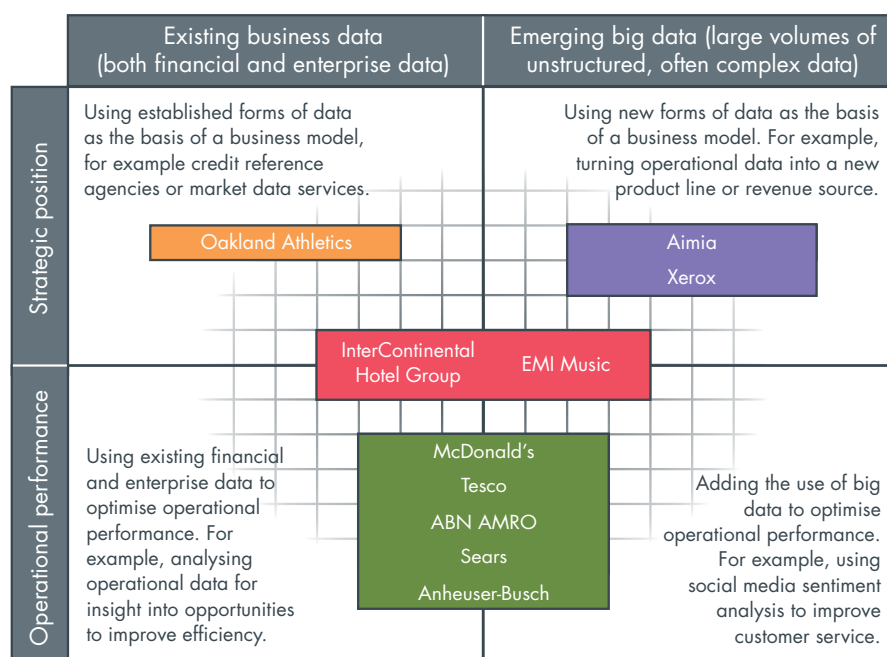 Existing business data
(both financial and enterprise data)
Emerging big data (large volumes of
unstructured, often complex data)
Strategic position
Using established forms of data
as the basis of a business model,
for example credit reference
agencies or market data services.
Using new forms of data as the basis
of a business model. For example,
turning operational data into a new
product line or revenue source.
Oakland Athletics
Aimia
Xerox
InterContinental
Hotel Group
EMI Music
Operational performance
Using existing financial
and enterprise data to
optimise operational
performance. For
example, analysing
operational data for
insight into opportunities
to improve efficiency.
McDonald's
Tesco
ABN AMRO
Sears
Anheuser-Busch
Adding the use of big
data to optimise
operational performance.
For example, using
social media sentiment
analysis to improve
customer service.